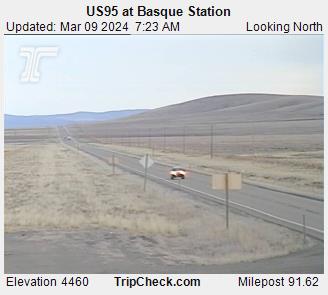 US95 at Basque Station
Updated: Mar 09 2024 7:23 AM Looking North
Elevation 4460 TripCheck.com Milepost 91.62